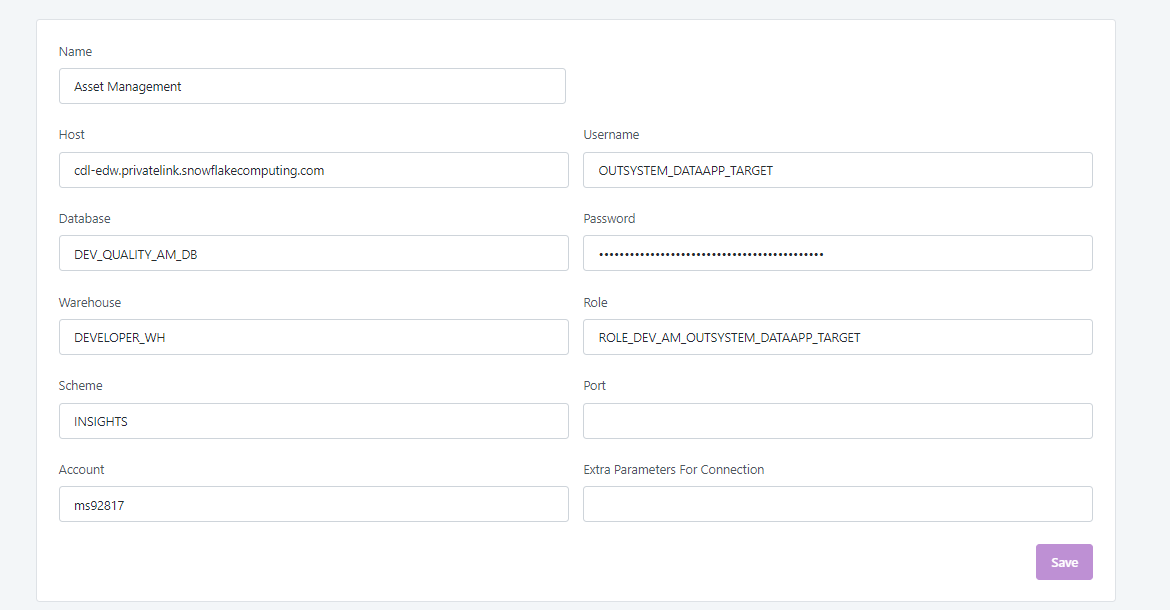 Name
Asset Management
Host
Username
cdl-edw.privatelink.snowflakecomputing.com
OUTSYSTEM_DATAAPP_TARGET
Database
Password
DEV_QUALITY_AM_DB
••••••••••••••••••••••••••••••••••••••••••••
Warehouse
Role
DEVELOPER_WH
ROLE_DEV_AM_OUTSYSTEM_DATAAPP_TARGET
Scheme
Port
INSIGHTS
Account
Extra Parameters For Connection
ms92817
Save